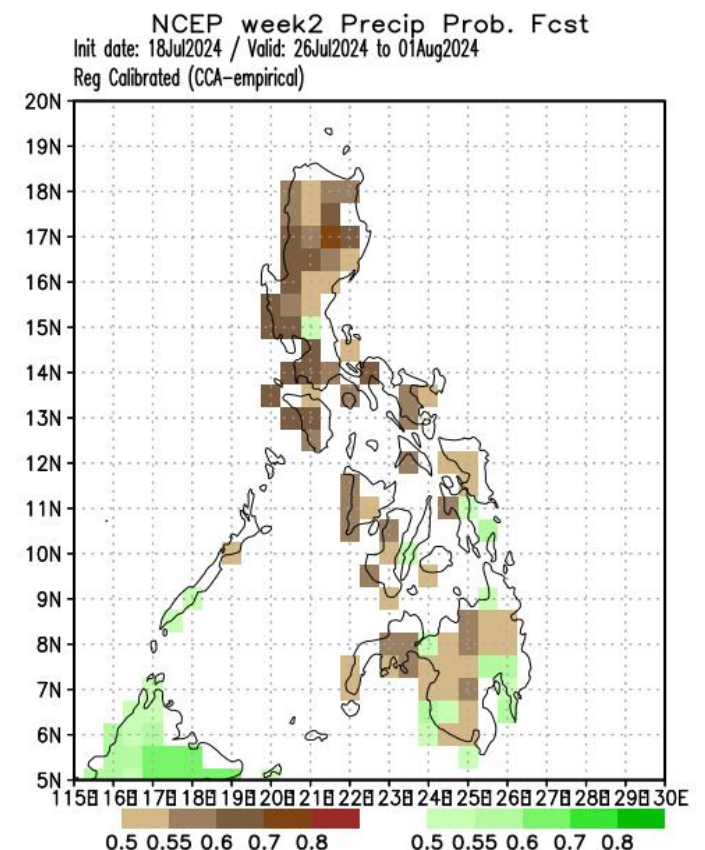 NCEP week2 Precip Prob. Fcst
Init date: 18Jul2024 / Valid: 26Jul2024 to 01Aug2024
Reg Calibrated (CCA-empirical)
20N
19N
18N
17N
16N
15N
14N
13N
12N
11N
10N
9N
8N
7N
6N
5N
115E 116E 117E 118E 119E 120E 121E 122E 123E 124E 125E 126E 127E 128E 129E 130E
0.5 0.55 0.6 0.7 0.8 0.5 0.55 0.6 0.7 0.8